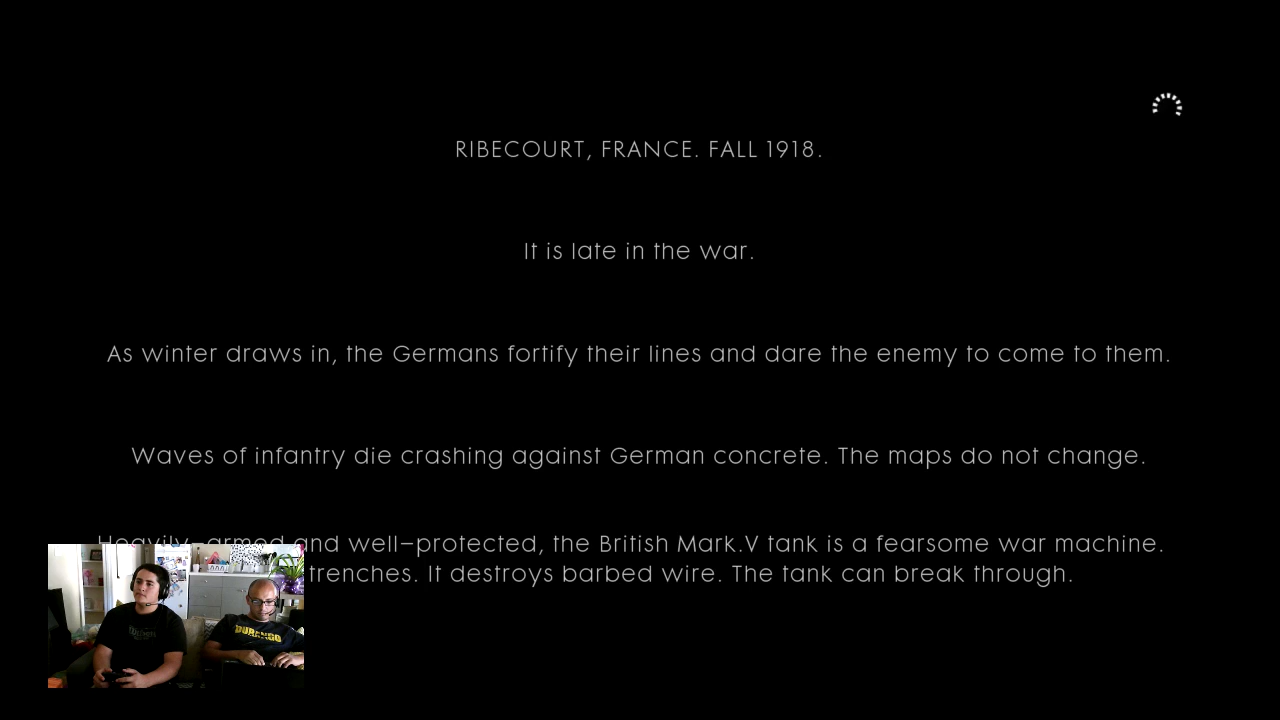 RIBECOURT, FRANCE. FALL 1918.
It is late in the war.
As winter draws in, the Germans fortify their lines and dare the enemy to come to them.
Waves of infantry die crashing against German concrete. The maps do not change.
Heavily-armed and well-protected, the British Mark.V tank is a fearsome war machine.
trenches. It destroys barbed wire. The tank can break through.
DURANGO